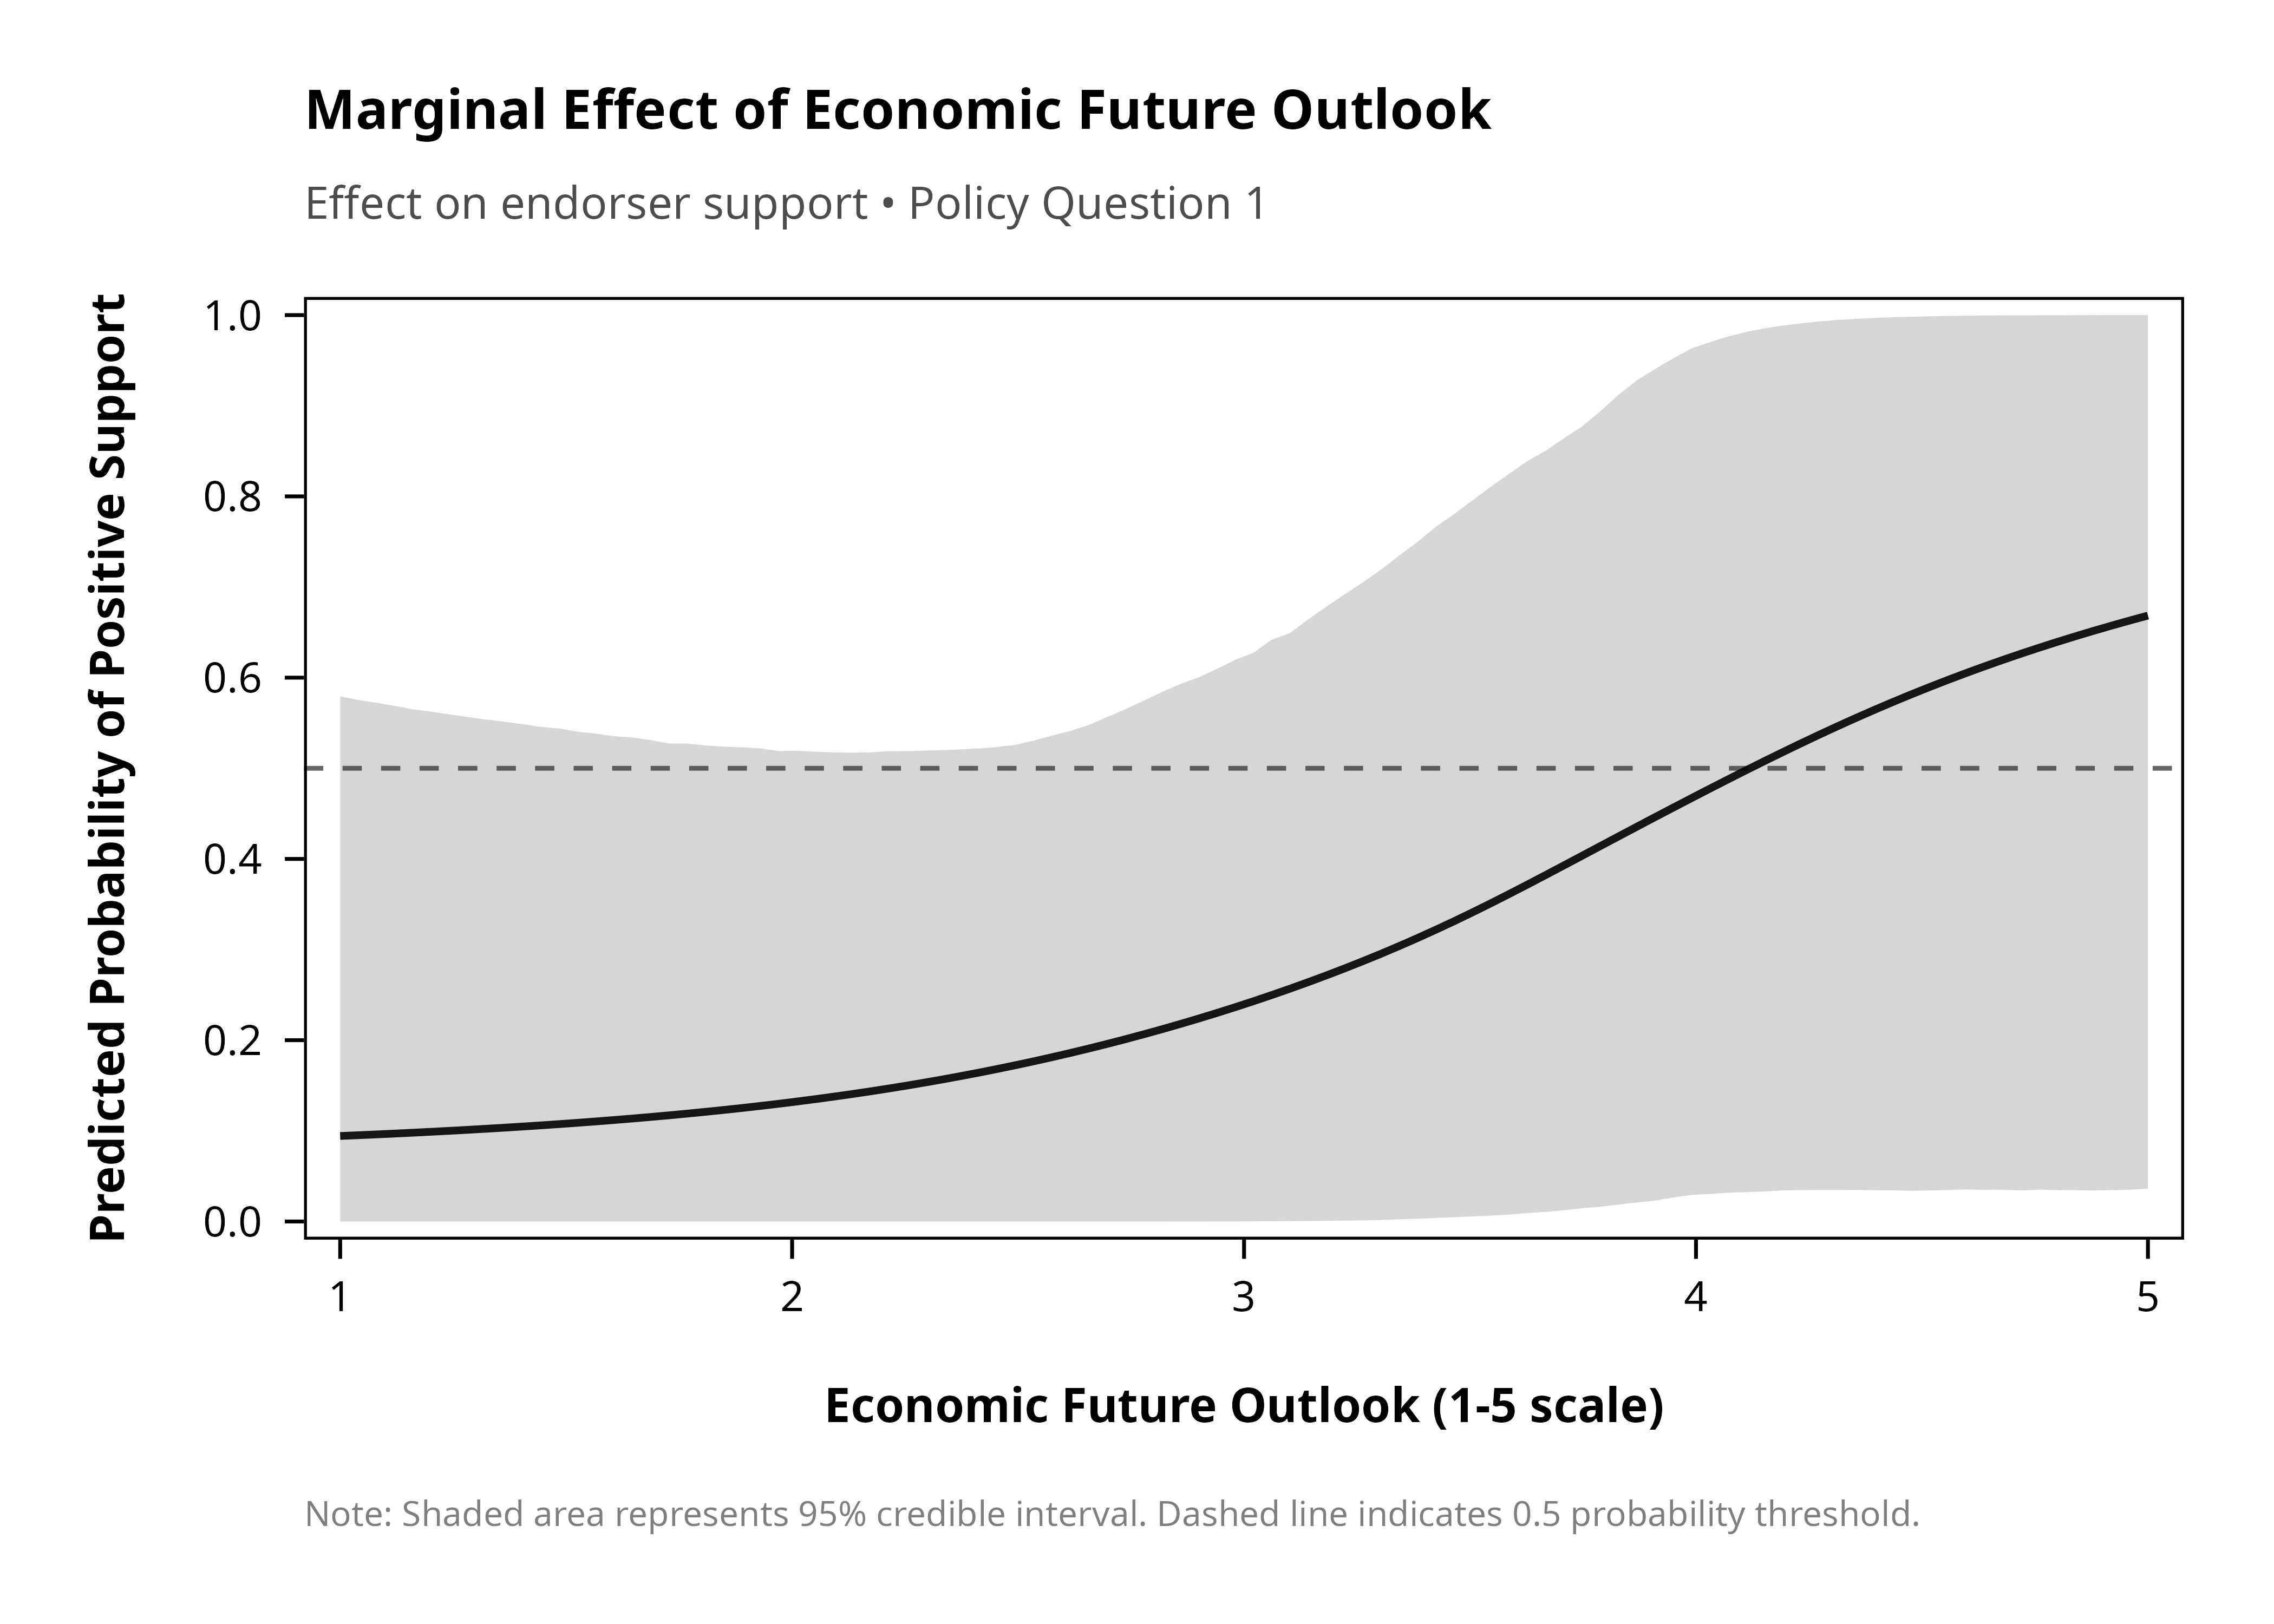 Marginal Effect of Economic Future Outlook
Effect on endorser support • Policy Question 1
Predicted Probability of Positive Support
1.0
0.8
0.6
0.4
0.2
0.0
1 2 3 4 5
Economic Future Outlook (1-5 scale)
Note: Shaded area represents 95% credible interval. Dashed line indicates 0.5 probability threshold.